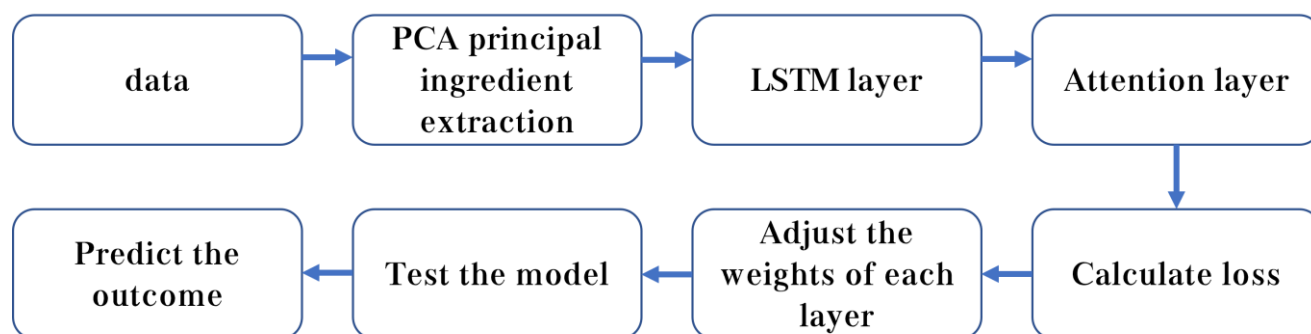 data
PCA principal
ingredient
extraction
LSTM layer
Attention layer
Predict the
outcome
Test the model
Adjust the
weights of each
layer
Calculate loss